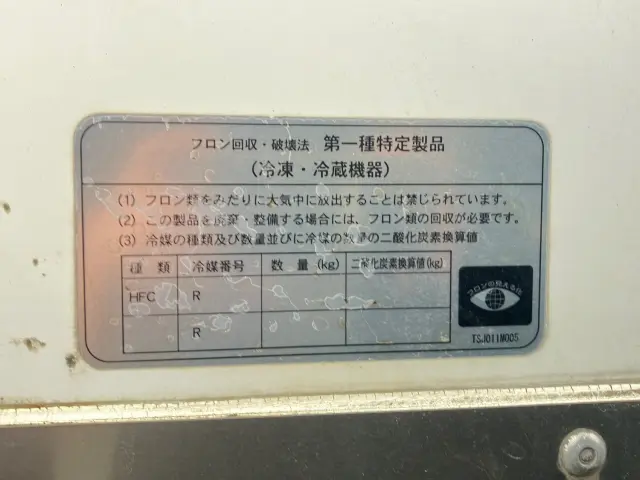 フロン回収・破壊法 第一種特定製品
(冷凍・冷蔵機器)
(1) フロン類をみだりに大気中に放出することは禁じられています。
(2) この製品を廃棄・整備する場合には、フロン類の回収が必要です。
(3) 冷媒の種類及び数量並びに冷媒の数量の二酸化炭素換算値
種類 冷媒番号 数量(kg) 二酸化炭素換算値(kg)
HFC R
R
フロンの見える化
TSJ011M005